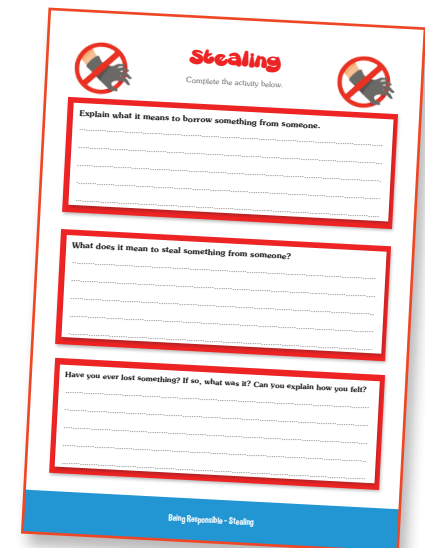 Stealing
Complete the activity below.
Explain what it means to borrow something from someone.
What does it mean to steal something from someone?
Have you ever lost something? If so, what was it? Can you explain how you felt?
Being Responsible - Stealing